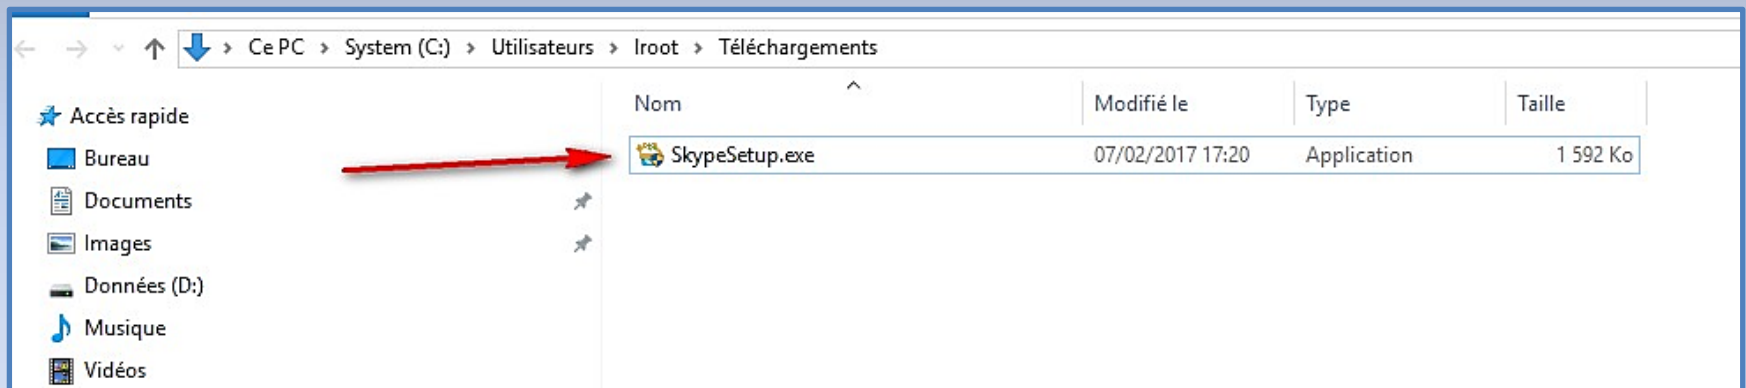 Ce PC > System (C:) > Utilisateurs > lroot > Téléchargements
Nom Modifié le Type Taille
Accès rapide
SkypeSetup.exe 07/02/2017 17:20 Application 1 592 Ko
Bureau
Documents
Images
Données (D:)
Musique
Vidéos